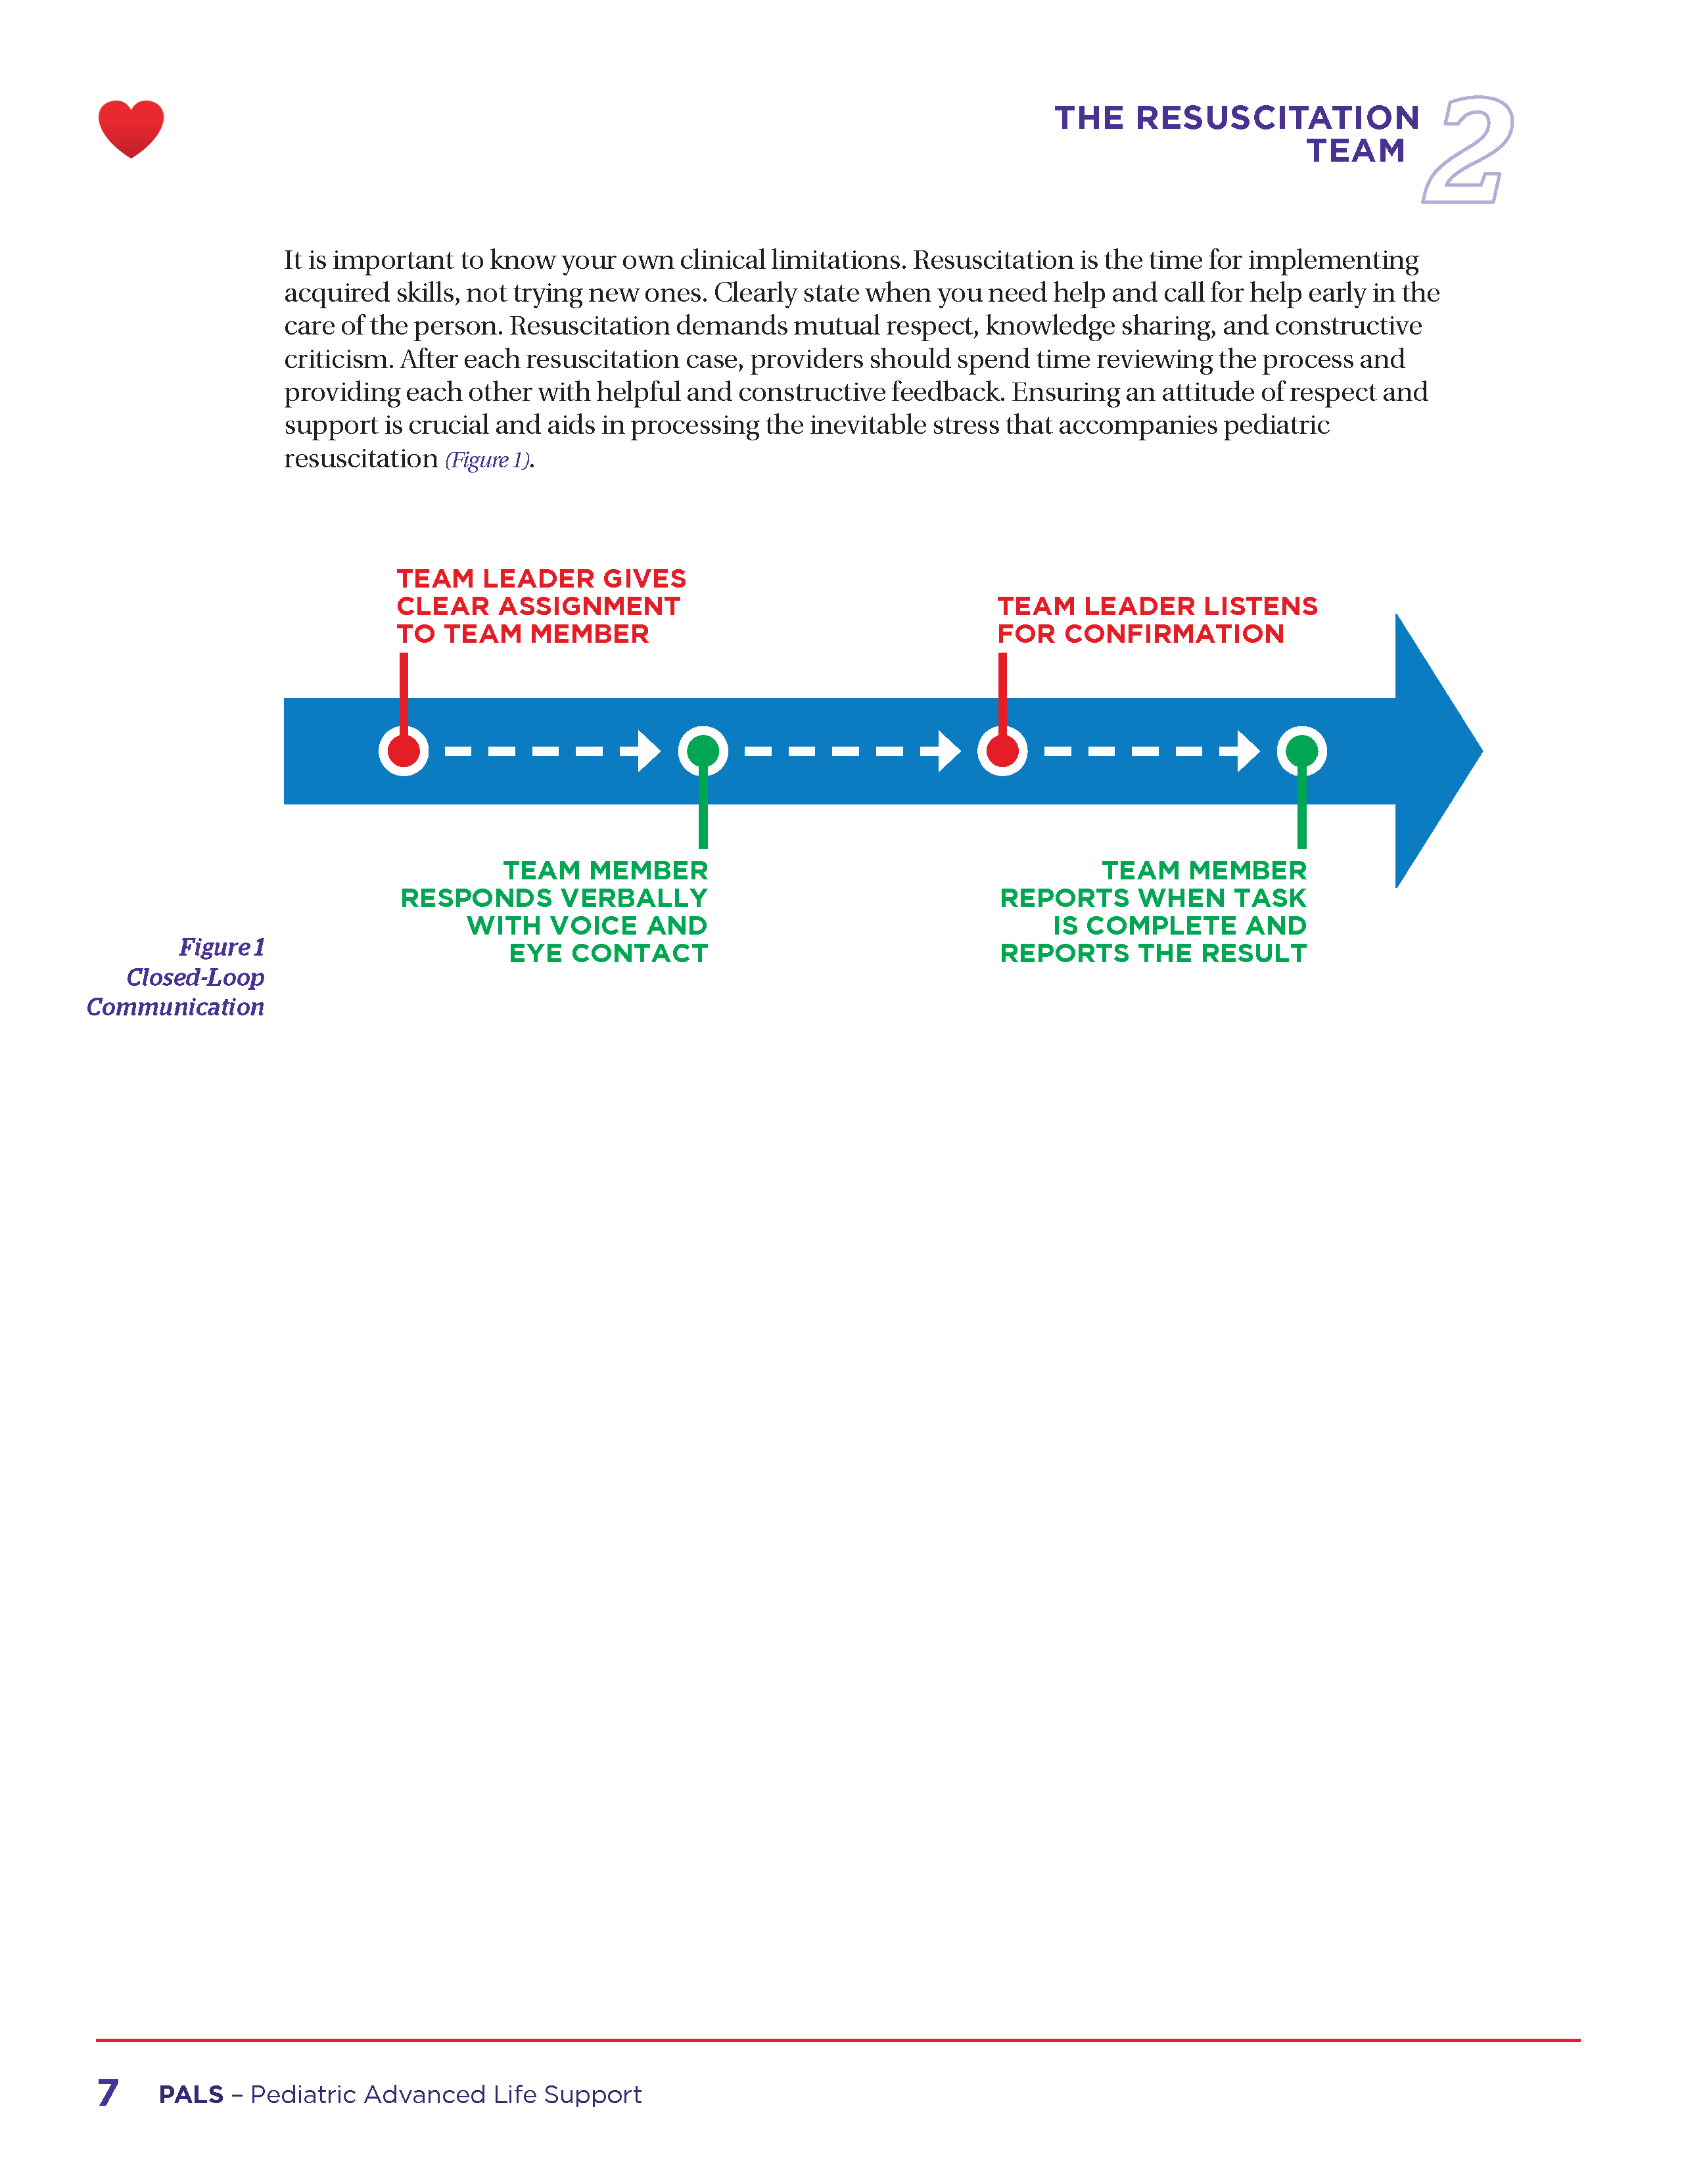 THE RESUSCITATION
TEAM
2
It is important to know your own clinical limitations. Resuscitation is the time for implementing
acquired skills, not trying new ones. Clearly state when you need help and call for help early in the
care of the person. Resuscitation demands mutual respect, knowledge sharing, and constructive
criticism. After each resuscitation case, providers should spend time reviewing the process and
providing each other with helpful and constructive feedback. Ensuring an attitude of respect and
support is crucial and aids in processing the inevitable stress that accompanies pediatric
resuscitation (Figure 1).
TEAM LEADER GIVES
CLEAR ASSIGNMENT
TO TEAM MEMBER
TEAM LEADER LISTENS
FOR CONFIRMATION
TEAM MEMBER
RESPONDS VERBALLY
WITH VOICE AND
EYE CONTACT
TEAM MEMBER
REPORTS WHEN TASK
IS COMPLETE AND
REPORTS THE RESULT
Figure 1
Closed-Loop
Communication
7 PALS – Pediatric Advanced Life Support